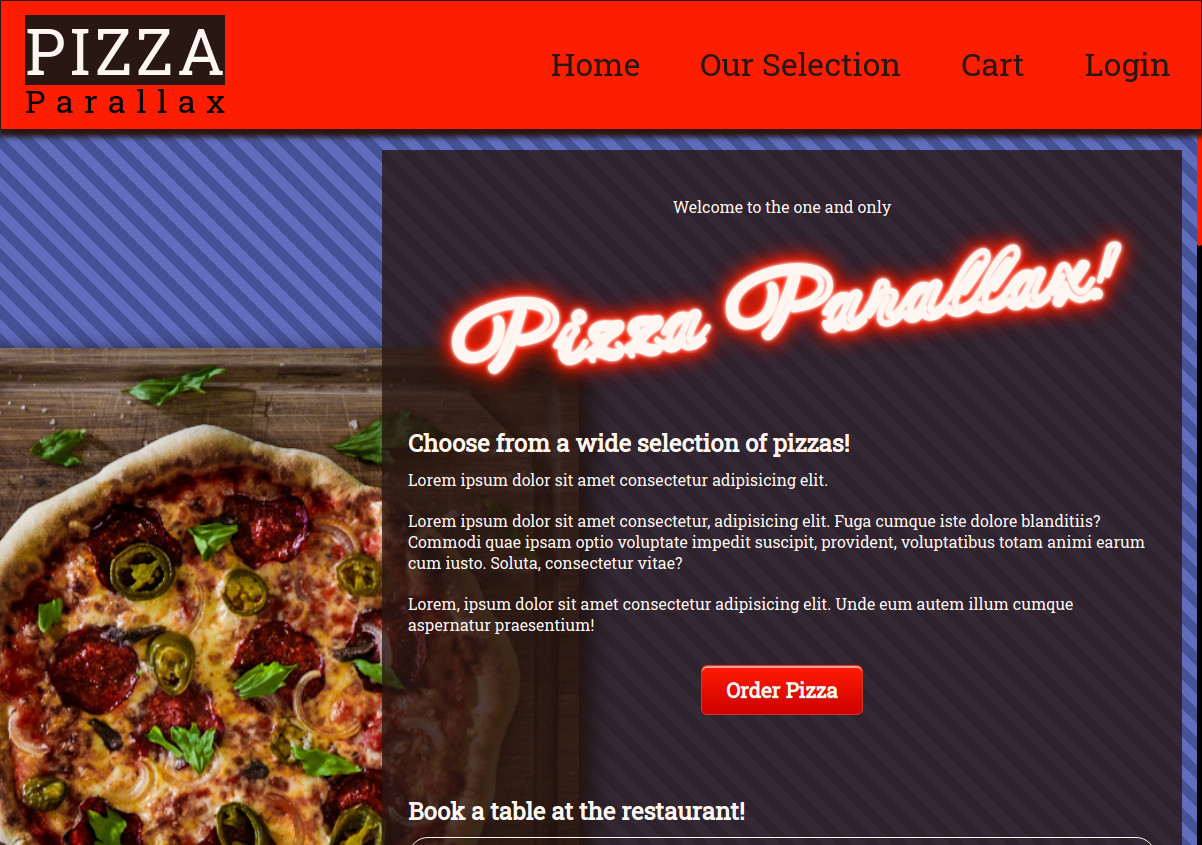 PIZZA
Parallax
Home Our Selection Cart Login
Welcome to the one and only
Pizza Parallax!
Choose from a wide selection of pizzas!
Lorem ipsum dolor sit amet consectetur adipisicing elit.
Lorem ipsum dolor sit amet consectetur, adipisicing elit. Fuga cumque iste dolore blanditiis?
Commodi quae ipsam optio voluptate impedit suscipit, provident, voluptatibus totam animi earum
cum iusto. Soluta, consectetur vitae?
Lorem, ipsum dolor sit amet consectetur adipisicing elit. Unde eum autem illum cumque
aspernatur praesentium!
Order Pizza
Book a table at the restaurant!